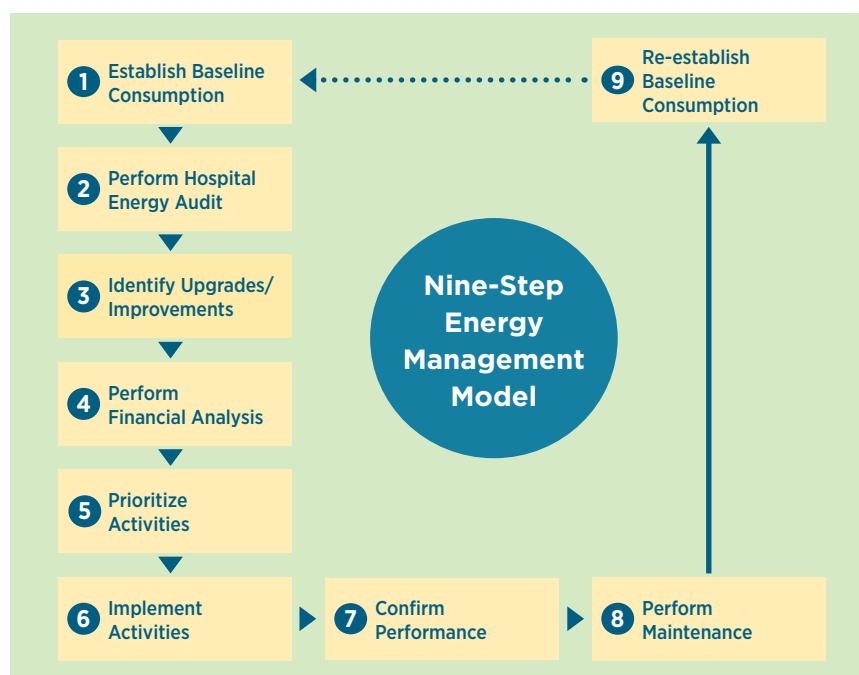 1 Establish Baseline
Consumption
2 Perform Hospital
Energy Audit
3 Identify Upgrades/
Improvements
4 Perform
Financial Analysis
5 Prioritize
Activities
6 Implement
Activities
7 Confirm
Performance
8 Perform
Maintenance
9 Re-establish
Baseline
Consumption
Nine-Step
Energy
Management
Model